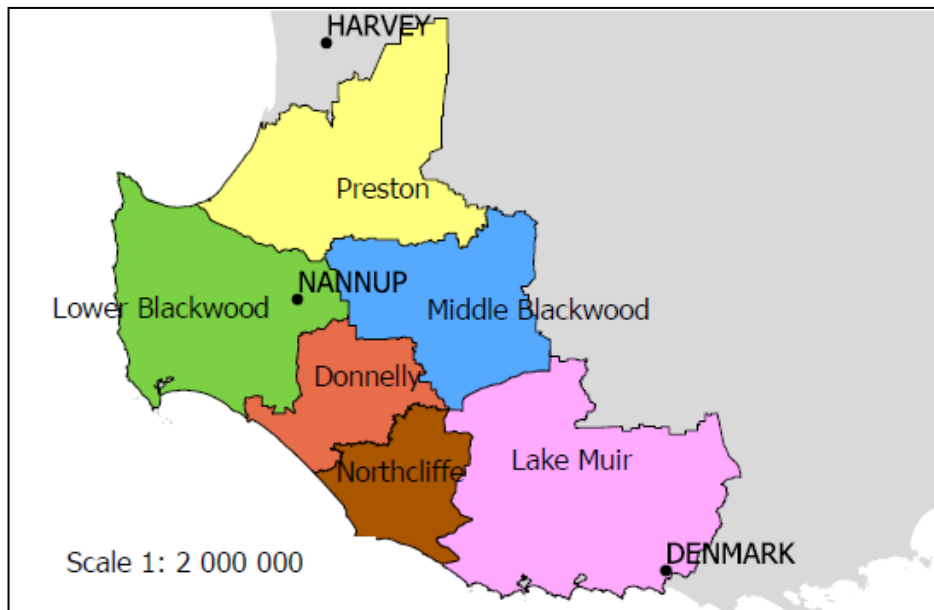 HARVEY
Preston
NANNUP
Lower Blackwood
Middle Blackwood
Donnelly
Lake Muir
Northcliffe
DENMARK
Scale 1: 2 000 000